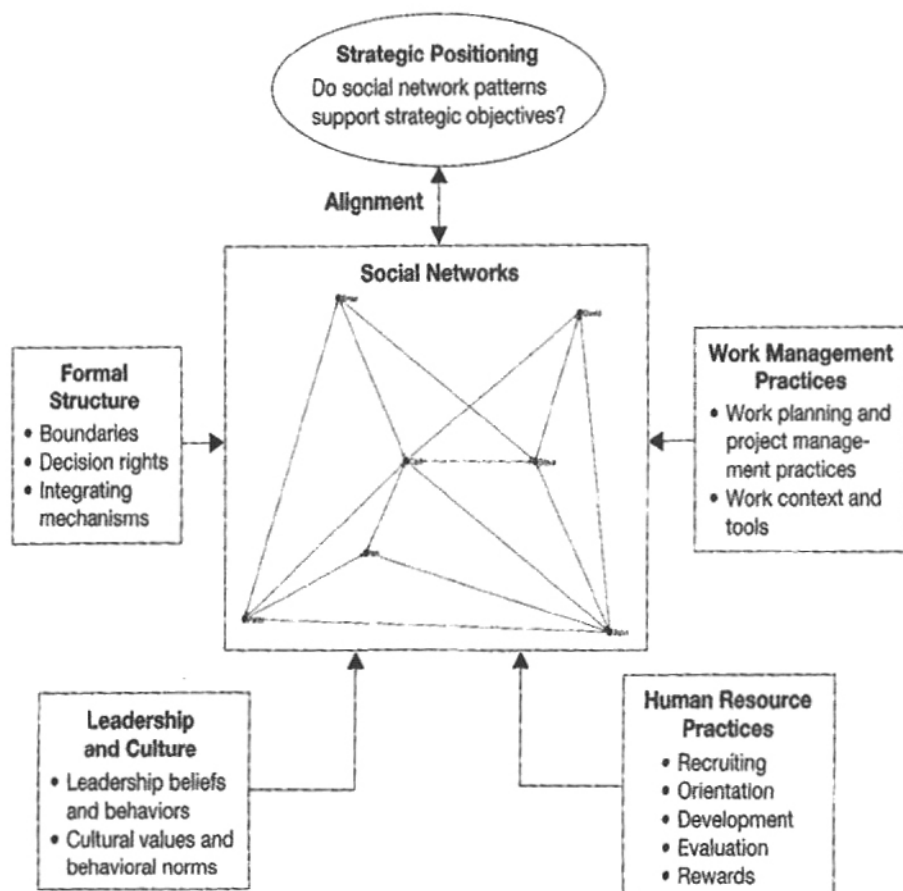 Strategic Positioning
Do social network patterns
support strategic objectives?
Alignment
Social Networks
Formal
Structure
• Boundaries
• Decision rights
• Integrating
mechanisms
Work Management
Practices
• Work planning and
project manage-
ment practices
• Work context and
tools
Leadership
and Culture
• Leadership beliefs
and behaviors
• Cultural values and
behavioral norms
Human Resource
Practices
• Recruiting
• Orientation
• Development
• Evaluation
• Rewards